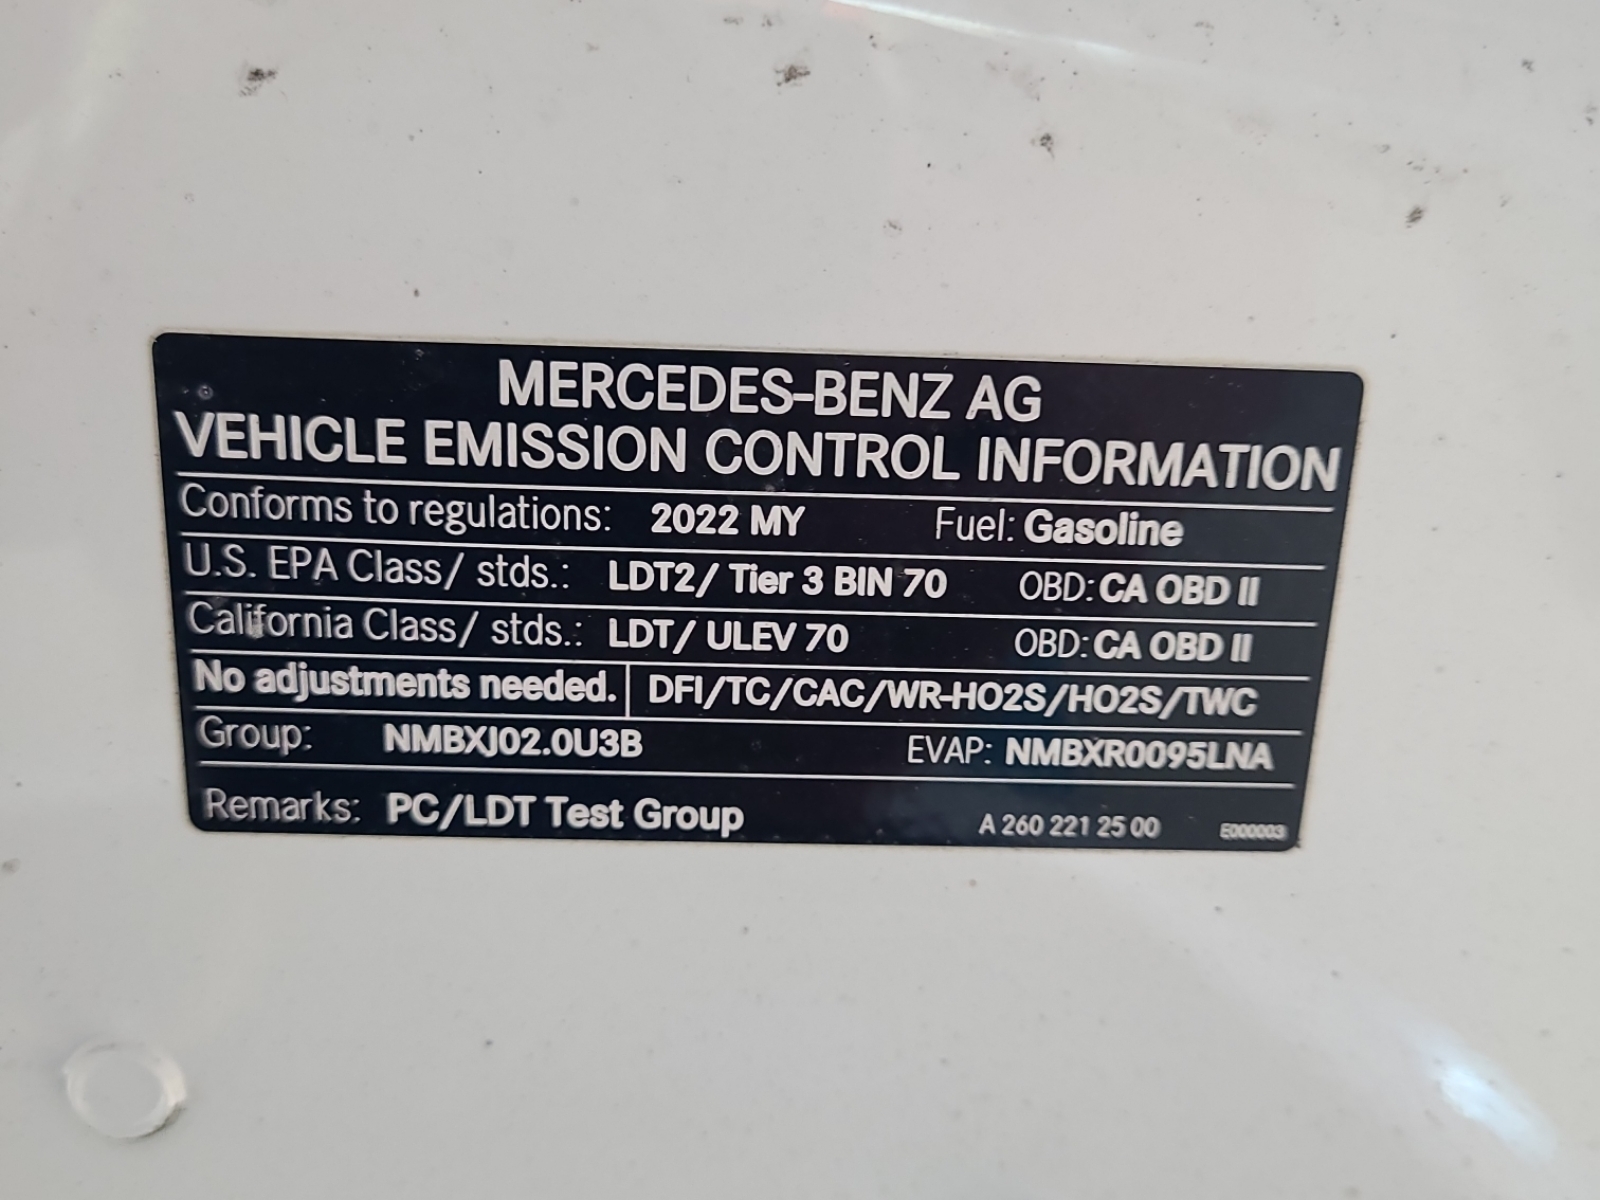 MERCEDES-BENZ AG
VEHICLE EMISSION CONTROL INFORMATION
Conforms to regulations: 2022 MY Fuel: Gasoline
U.S. EPA Class/ stds.: LDT2/ Tier 3 BIN 70 OBD: CA OBD II
California Class/ stds.: LDT/ ULEV 70 OBD: CA OBD II
No adjustments needed. DFI/TC/CAC/WR-HO2S/HO2S/TWC
Group: NMBXJ02.0U3B EVAP: NMBXR0095LNA
Remarks: PC/LDT Test Group A 260 221 25 00 E000003